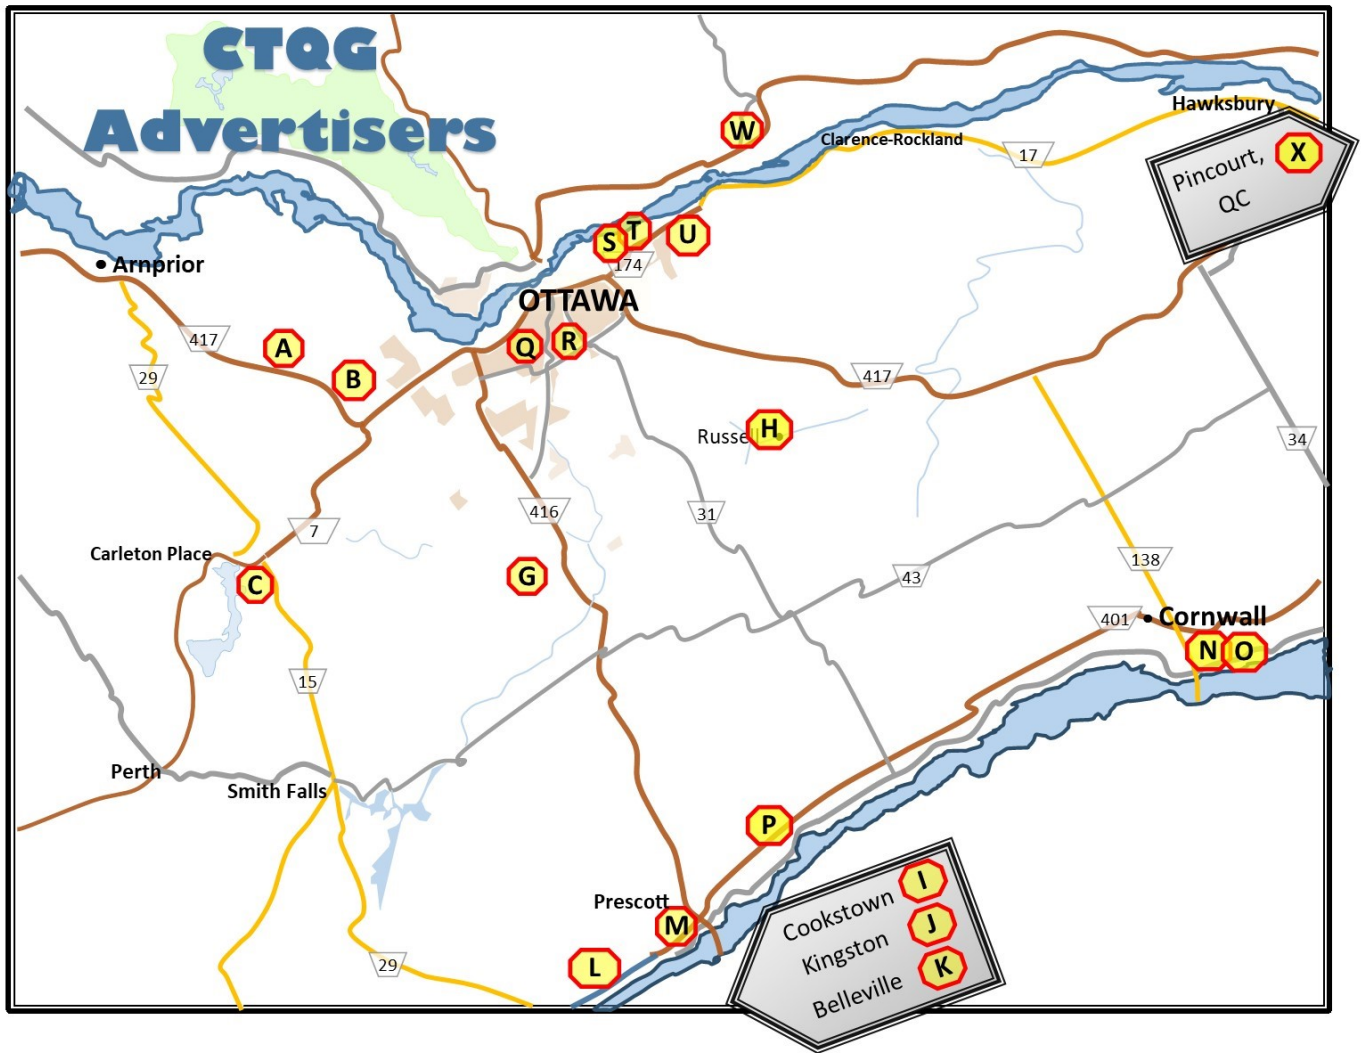 CTQG
Advertisers
W
Clarence-Rockland
Hawksbury
17
Pincourt, X
QC
S T U
174
Arnprior
OTTAWA
417
A
B
29
Q R
417
Russe H
34
31
416
7
Carleton Place
C
G
43
138
401
Cornwall
N O
15
Perth
Smith Falls
P
Prescott
M
L
29
Cookstown I
Kingston J
Belleville K